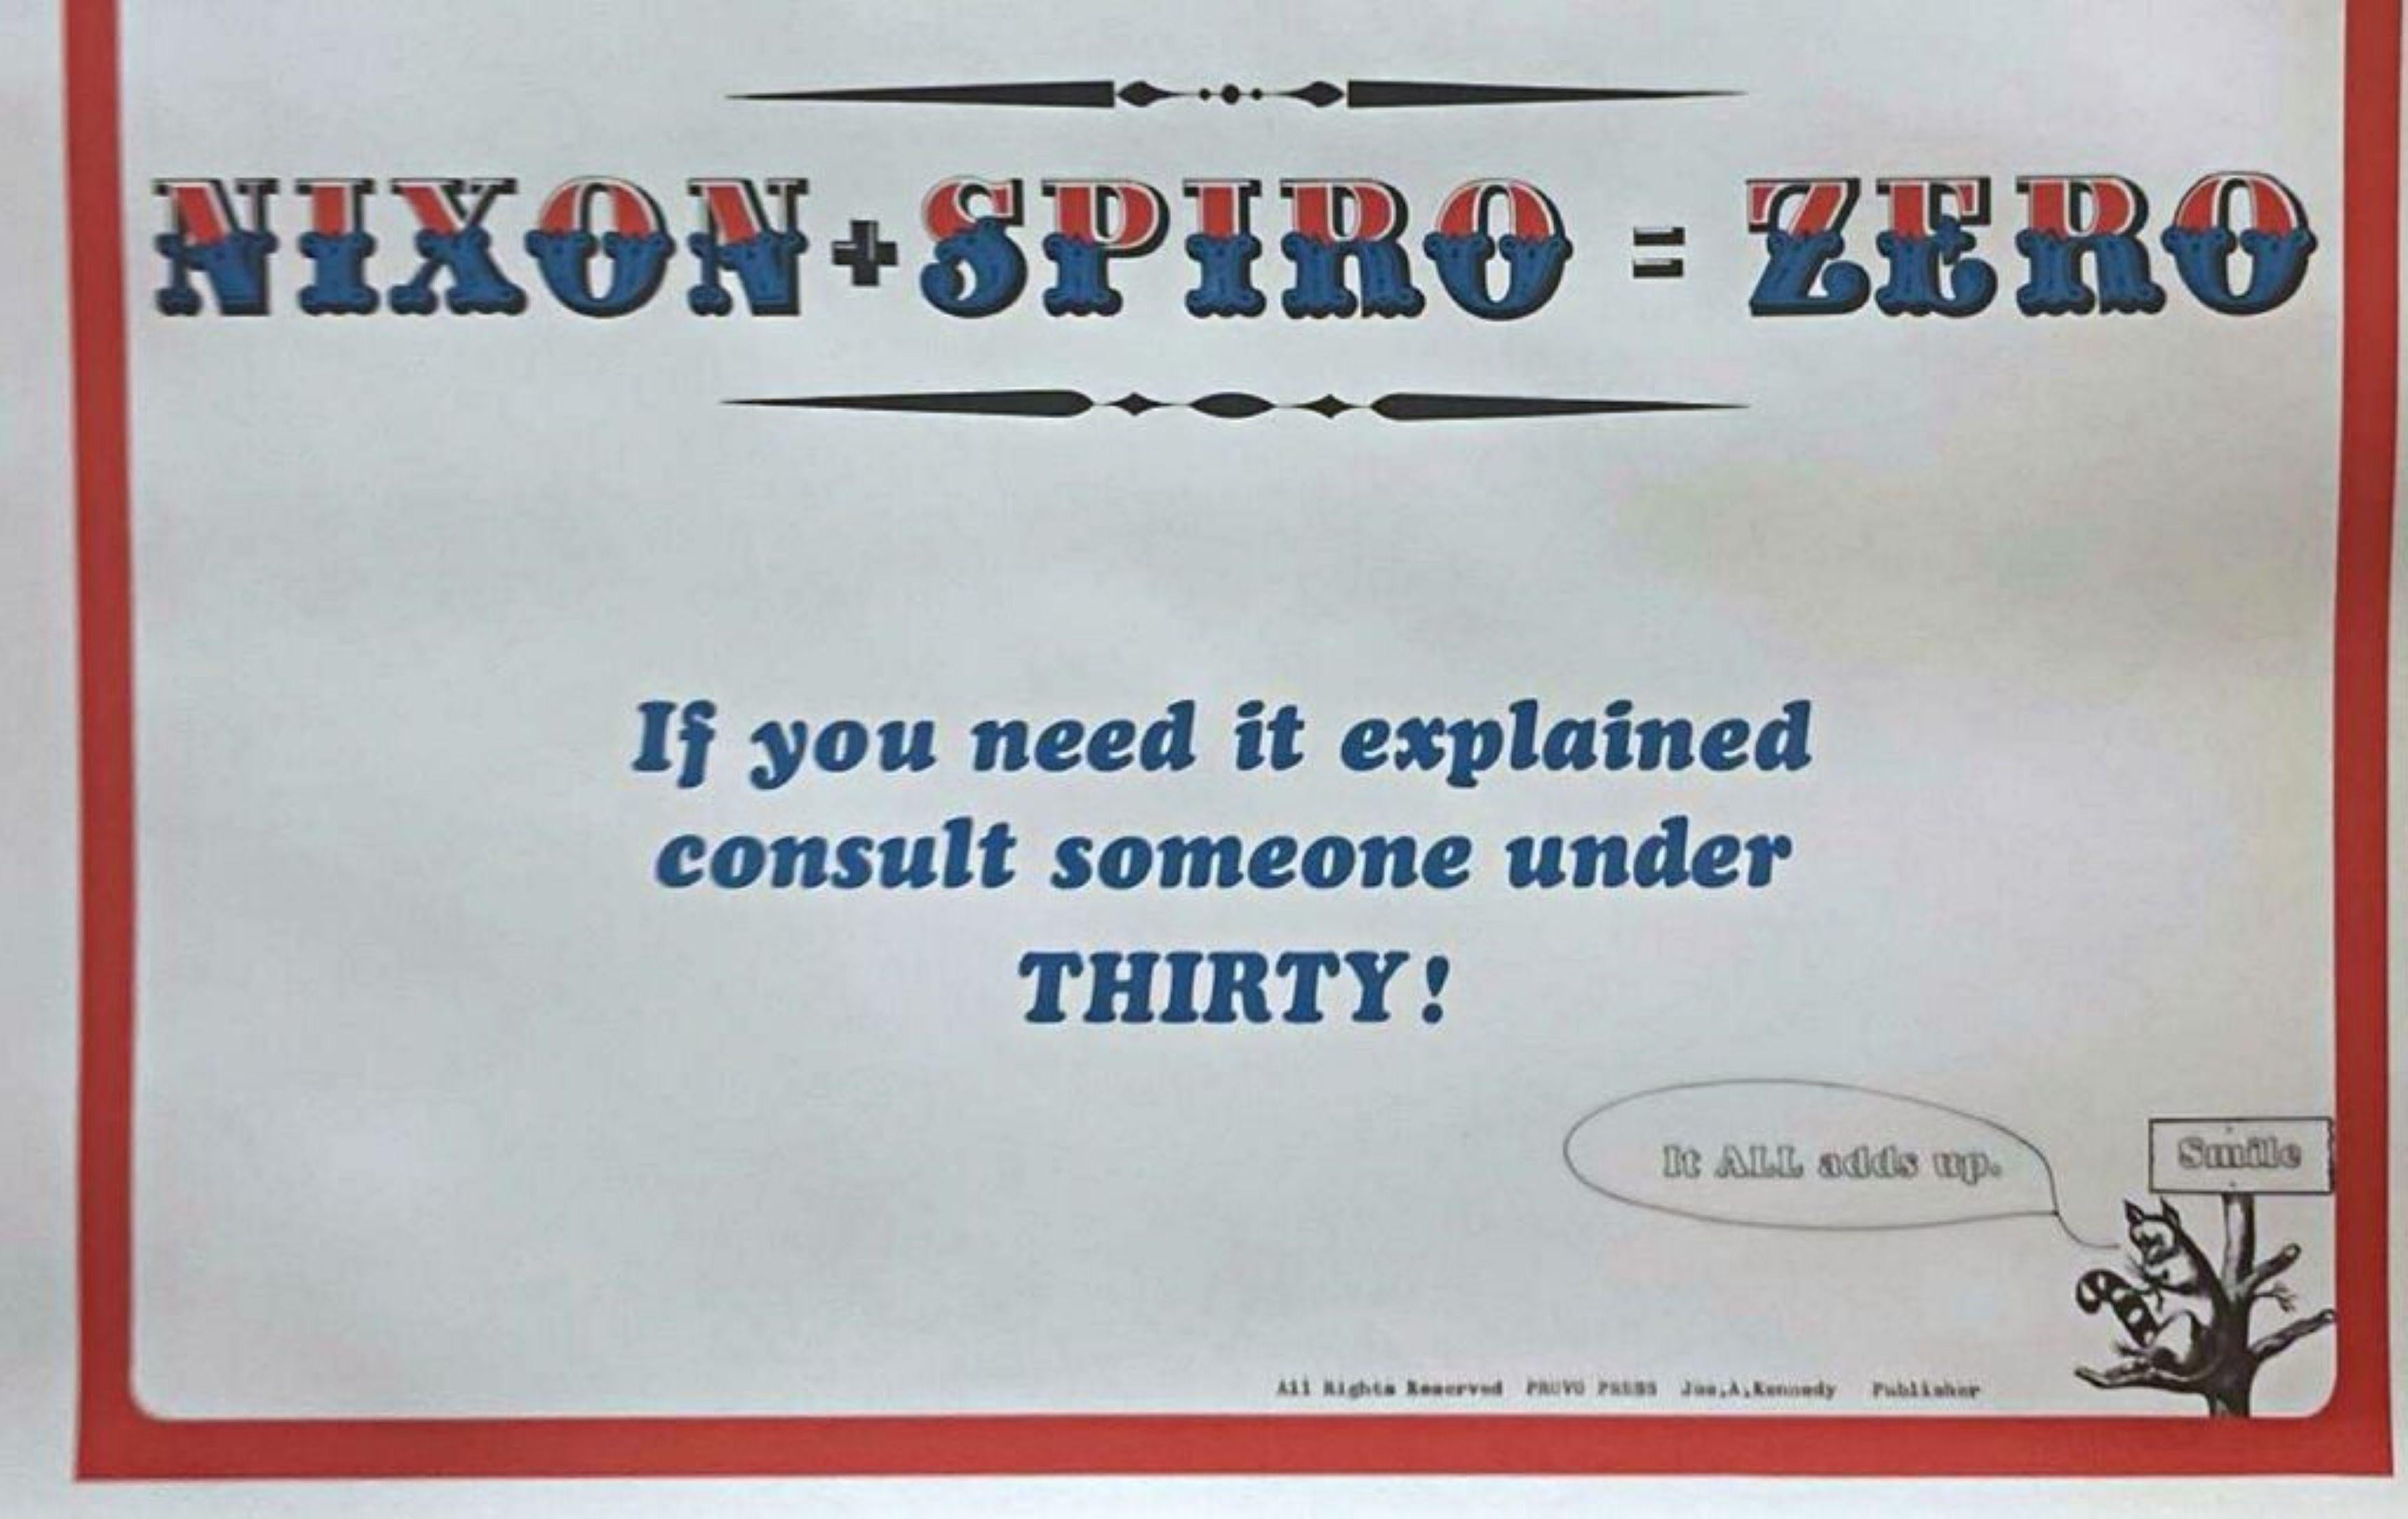 NIXON+SPIRO = ZERO
If you need it explained
consult someone under
THIRTY!
It ALL adds up.
Smile
All Rights Reserved PROVO PRESS Jos,A,Kennedy Publisher